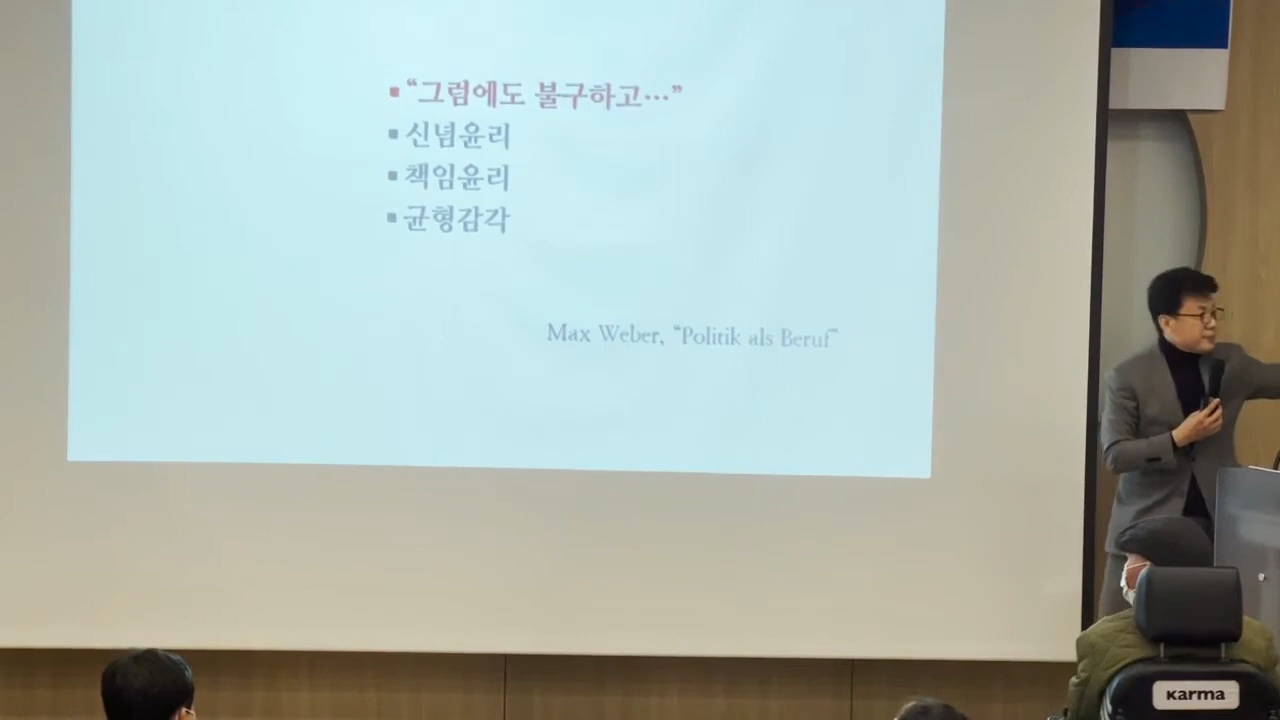 ▪“그럼에도 불구하고…”
▪신념윤리
▪책임윤리
▪균형감각
Max Weber, “Politik als Beruf”
karma